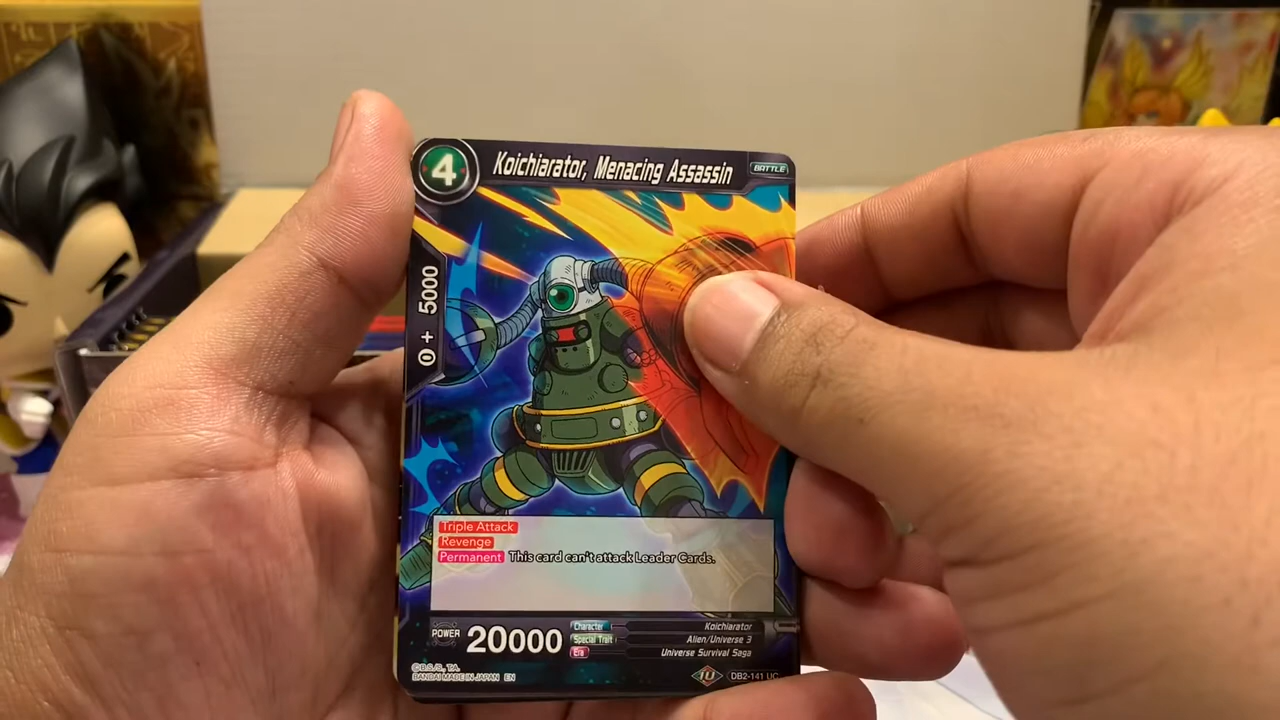 4
Koichiarator, Menacing Assassin
BATTLE
0 + 5000
Triple Attack
Revenge
Permanent This card can't attack Leader Cards.
POWER 20000
Character Koichiarator
Special Trait Alien/Universe 3
Era Universe Survival Saga
©B.S./S., T.A.
BANDAI MADE IN JAPAN EN
DB2-141 UC